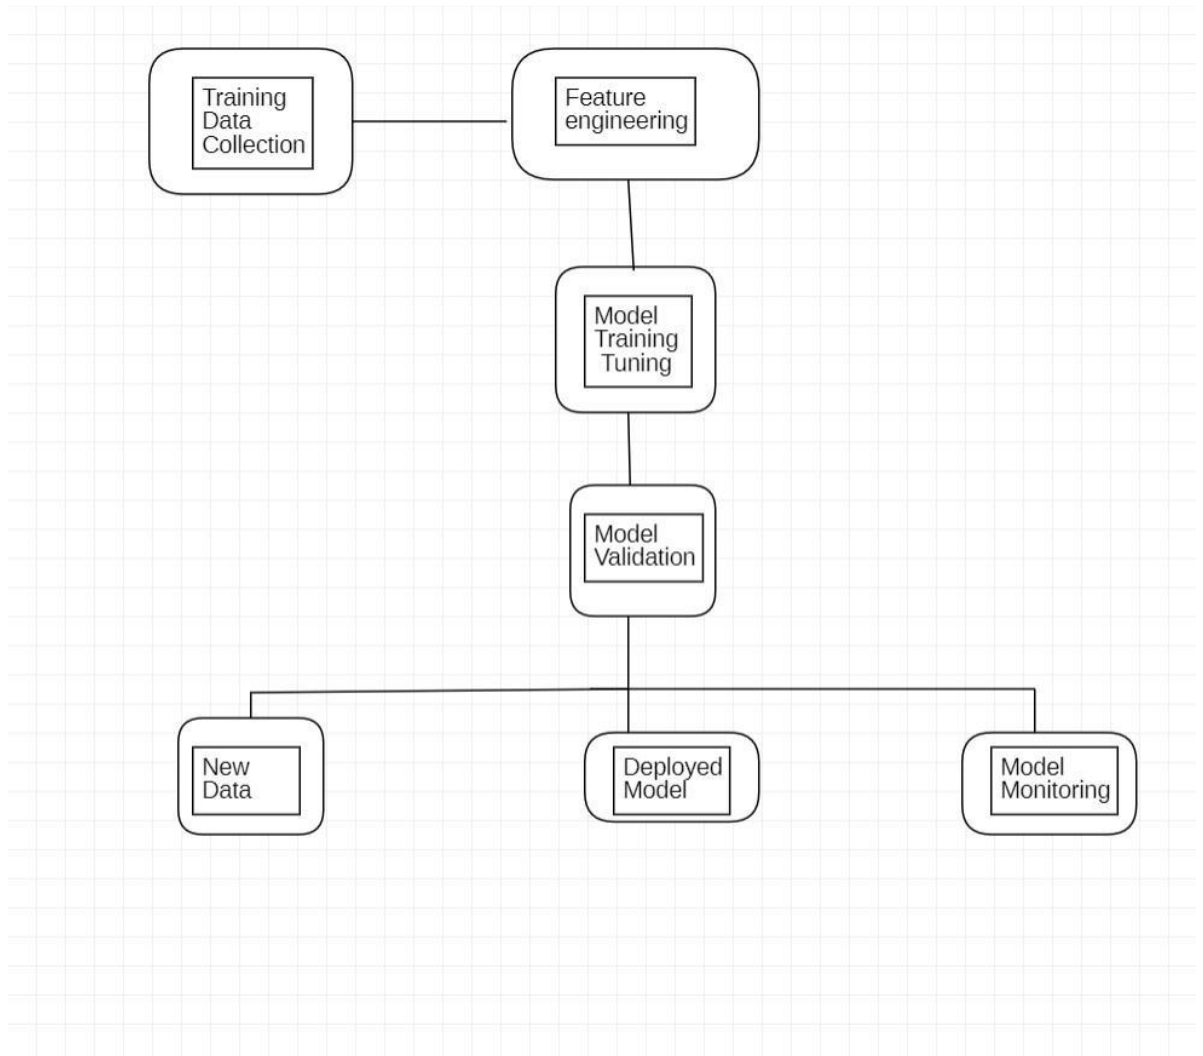 Training
Data
Collection
Feature
engineering
Model
Training
Tuning
Model
Validation
New
Data
Deployed
Model
Model
Monitoring